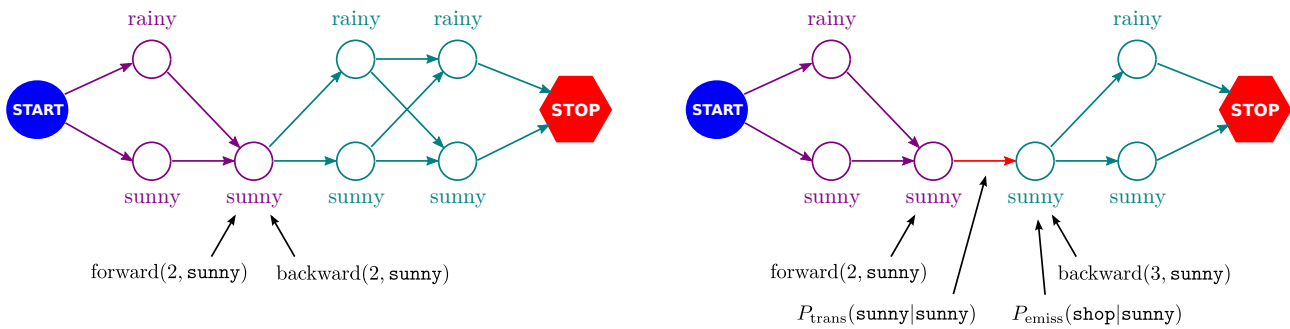 rainy rainy rainy
START STOP
sunny sunny sunny sunny
forward(2, sunny) backward(2, sunny)
rainy rainy
START STOP
sunny sunny sunny sunny
forward(2, sunny) backward(3, sunny)
P_trans(sunny|sunny) P_emiss(shop|sunny)